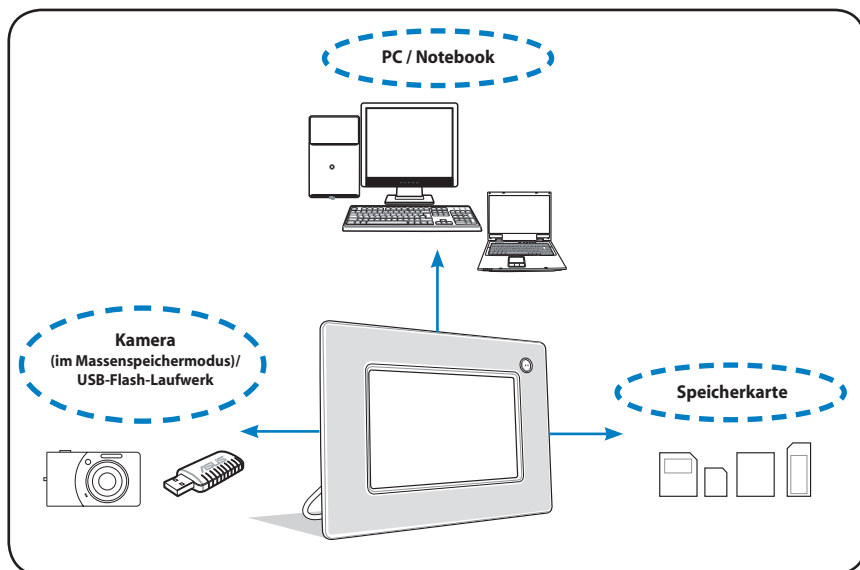 PC / Notebook
Kamera
(im Massenspeichermodus)/
USB-Flash-Laufwerk
Speicherkarte